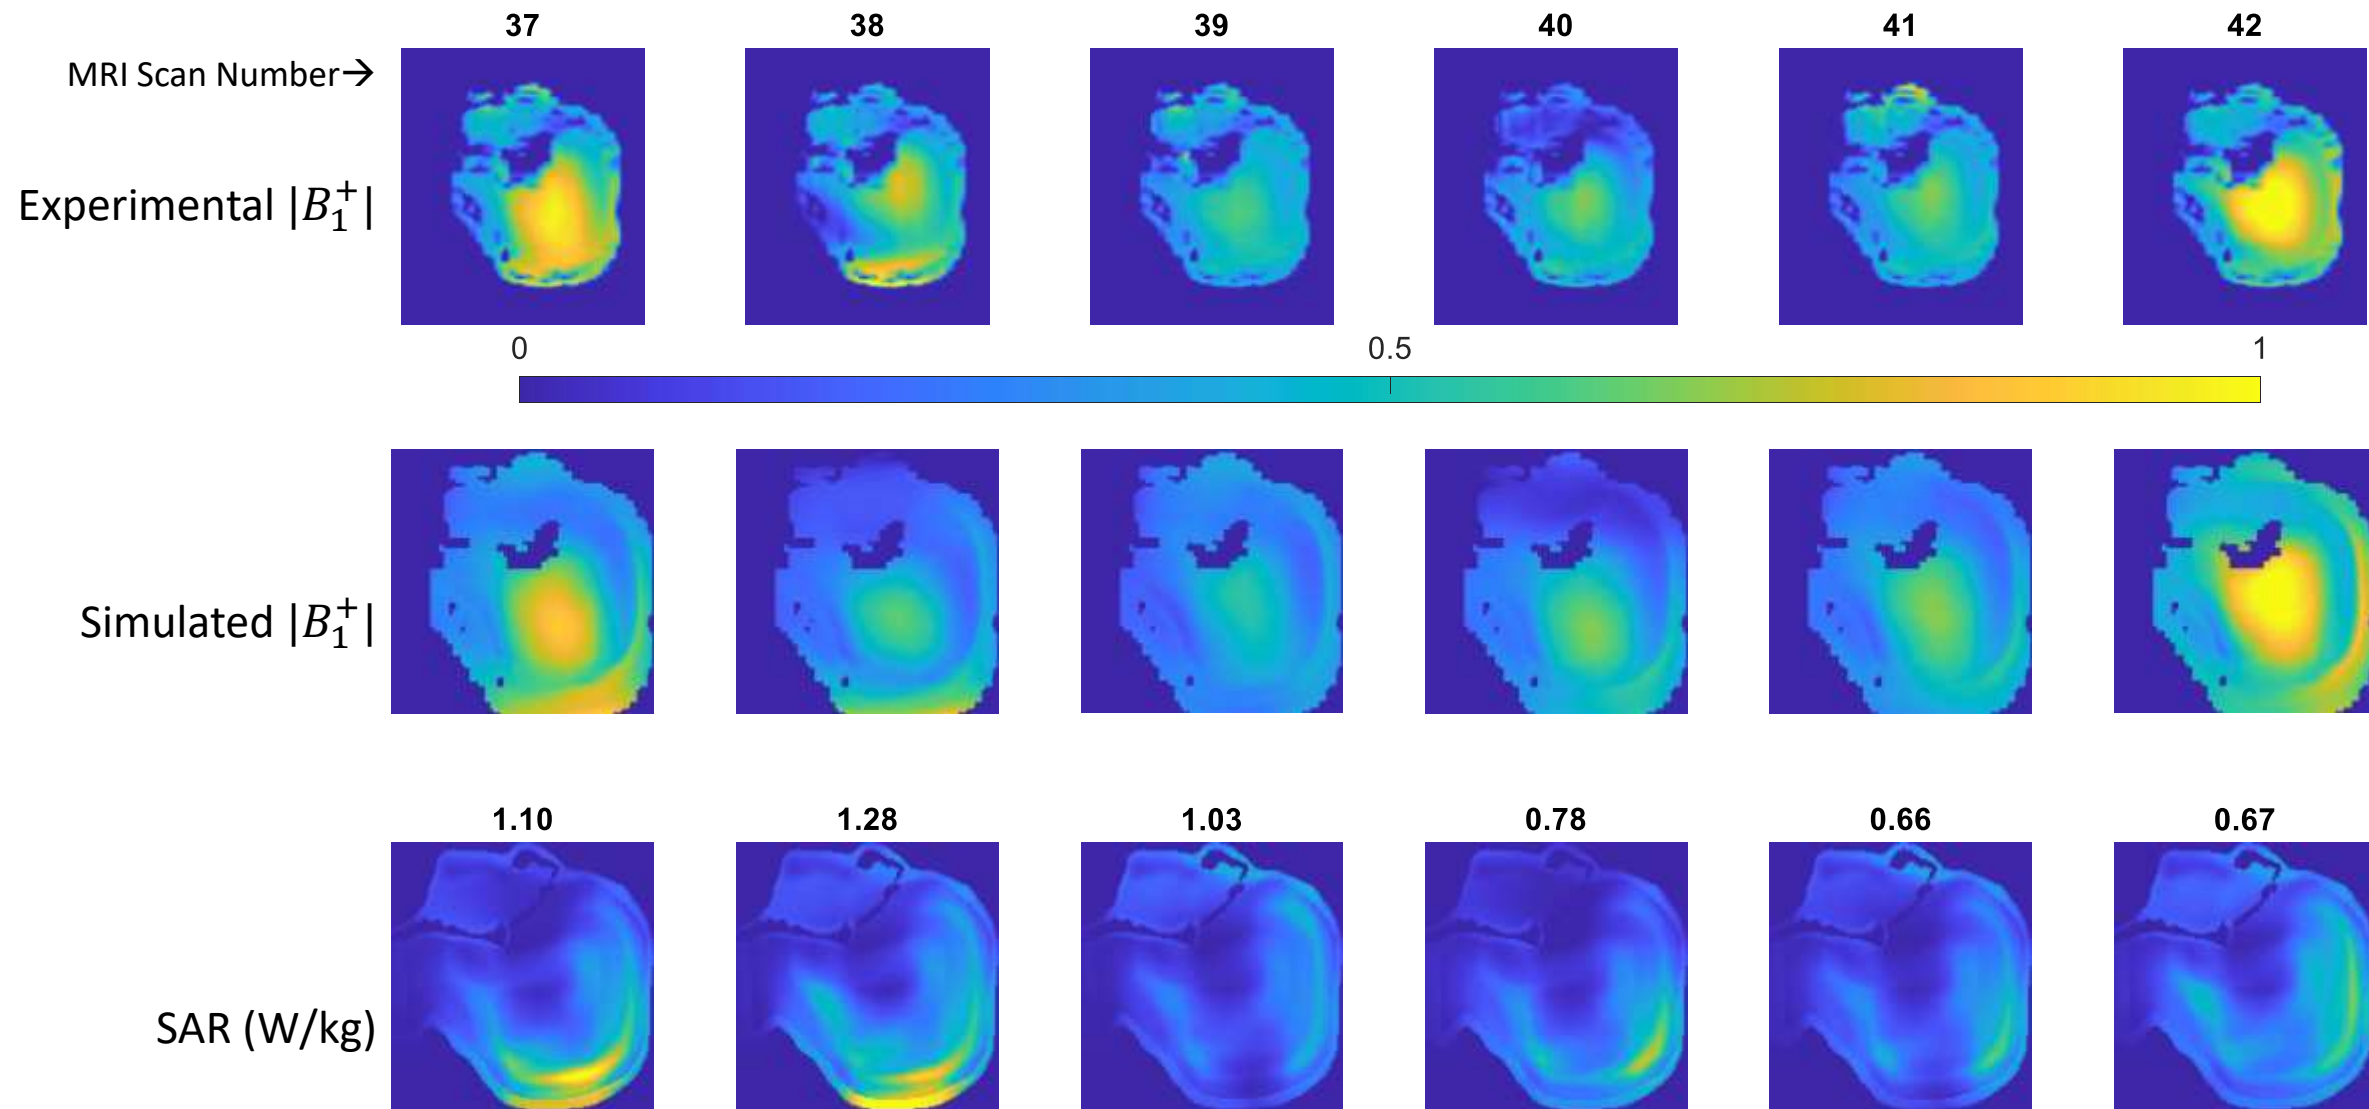 37 38 39 40 41 42
MRI Scan Number→
Experimental |B₁⁺|
0 0.5 1
Simulated |B₁⁺|
1.10 1.28 1.03 0.78 0.66 0.67
SAR (W/kg)